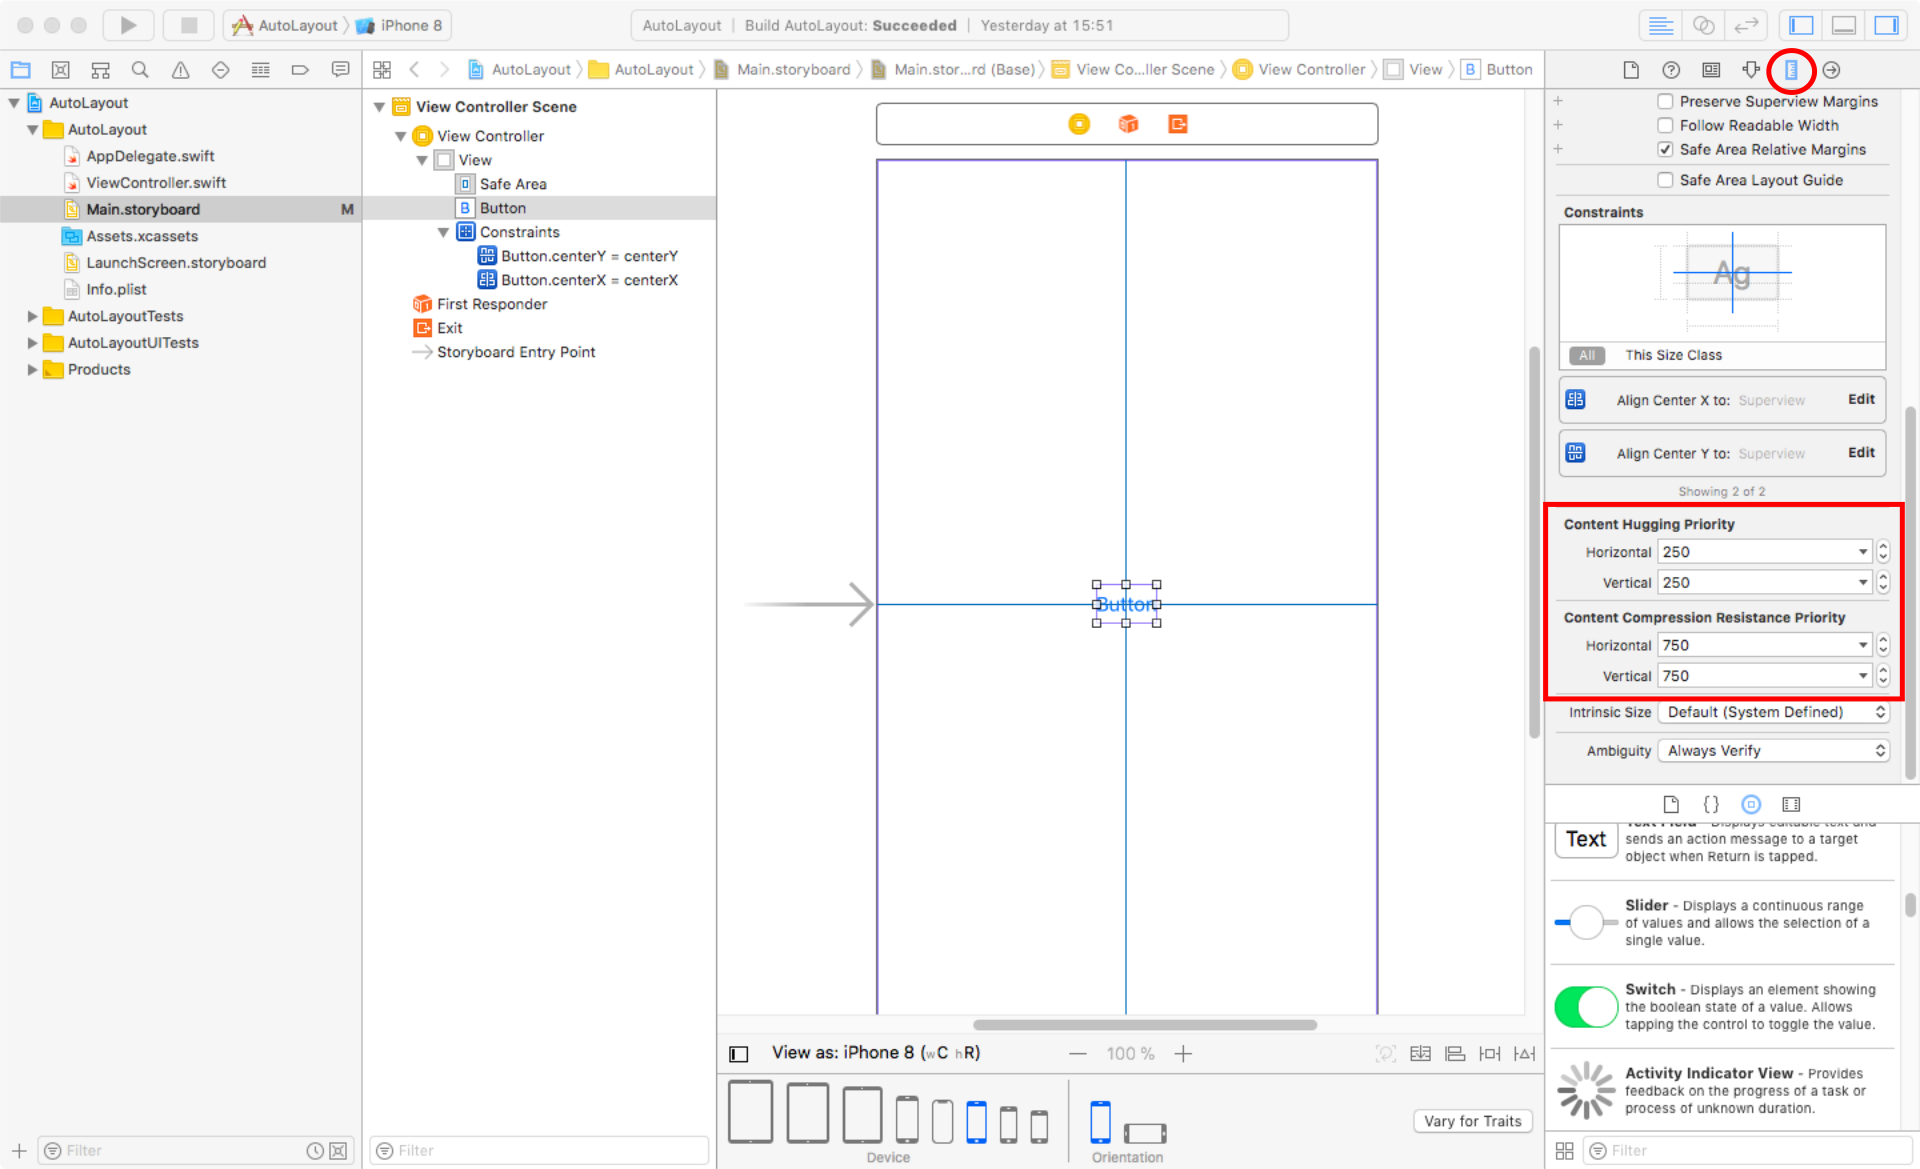 AutoLayout iPhone 8
AutoLayout | Build AutoLayout: Succeeded | Yesterday at 15:51
AutoLayout AutoLayout Main.storyboard Main.stor...rd (Base) View Co...ller Scene View Controller View B Button
AutoLayout
AutoLayout
AppDelegate.swift
ViewController.swift
Main.storyboard M
Assets.xcassets
LaunchScreen.storyboard
Info.plist
AutoLayoutTests
AutoLayoutUITests
Products
Filter
View Controller Scene
View Controller
View
Safe Area
B Button
Constraints
Button.centerY = centerY
Button.centerX = centerX
First Responder
Exit
Storyboard Entry Point
Filter
Button
View as: iPhone 8 (wC hR)
100 %
Device
Orientation
Vary for Traits
Preserve Superview Margins
Follow Readable Width
Safe Area Relative Margins
Safe Area Layout Guide
Constraints
Ag
All This Size Class
Align Center X to: Superview Edit
Align Center Y to: Superview Edit
Showing 2 of 2
Content Hugging Priority
Horizontal 250
Vertical 250
Content Compression Resistance Priority
Horizontal 750
Vertical 750
Intrinsic Size Default (System Defined)
Ambiguity Always Verify
{}
Text
Text Field - Displays editable text and
sends an action message to a target
object when Return is tapped.
Slider - Displays a continuous range
of values and allows the selection of a
single value.
Switch - Displays an element showing
the boolean state of a value. Allows
tapping the control to toggle the value.
Activity Indicator View - Provides
feedback on the progress of a task or
process of unknown duration.
Filter